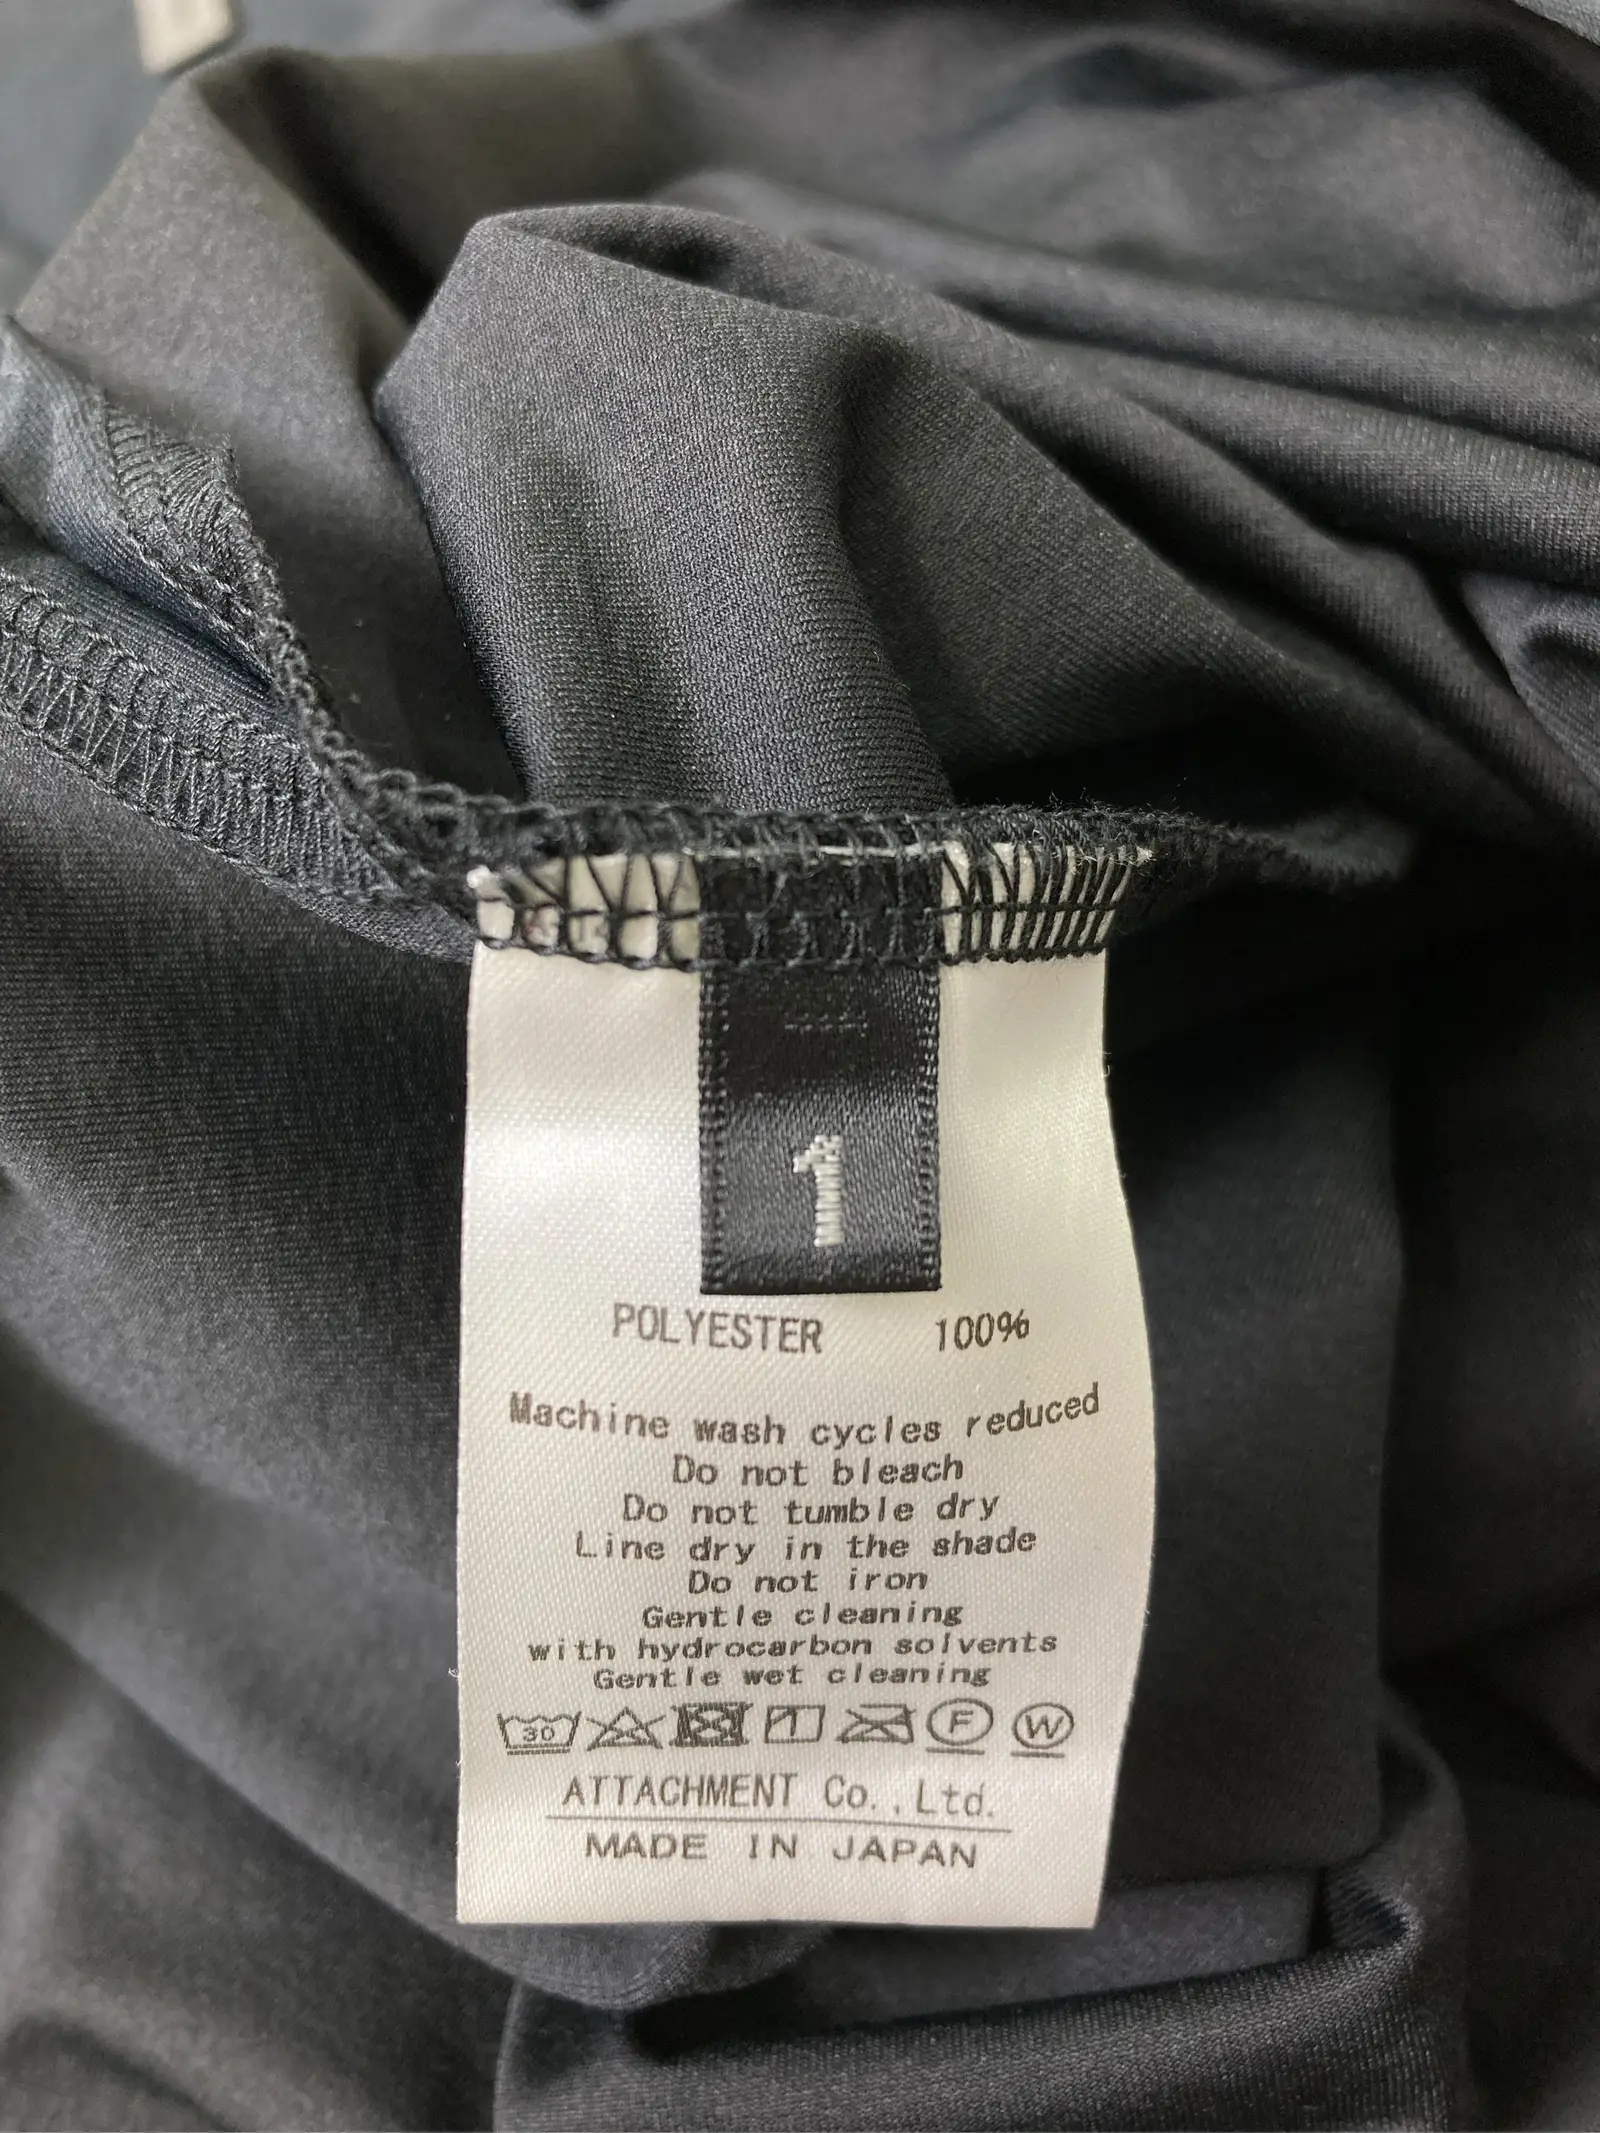 1
POLYESTER 100%
Machine wash cycles reduced
Do not bleach
Do not tumble dry
Line dry in the shade
Do not iron
Gentle cleaning
with hydrocarbon solvents
Gentle wet cleaning
30 F W
ATTACHMENT Co.,Ltd.
MADE IN JAPAN